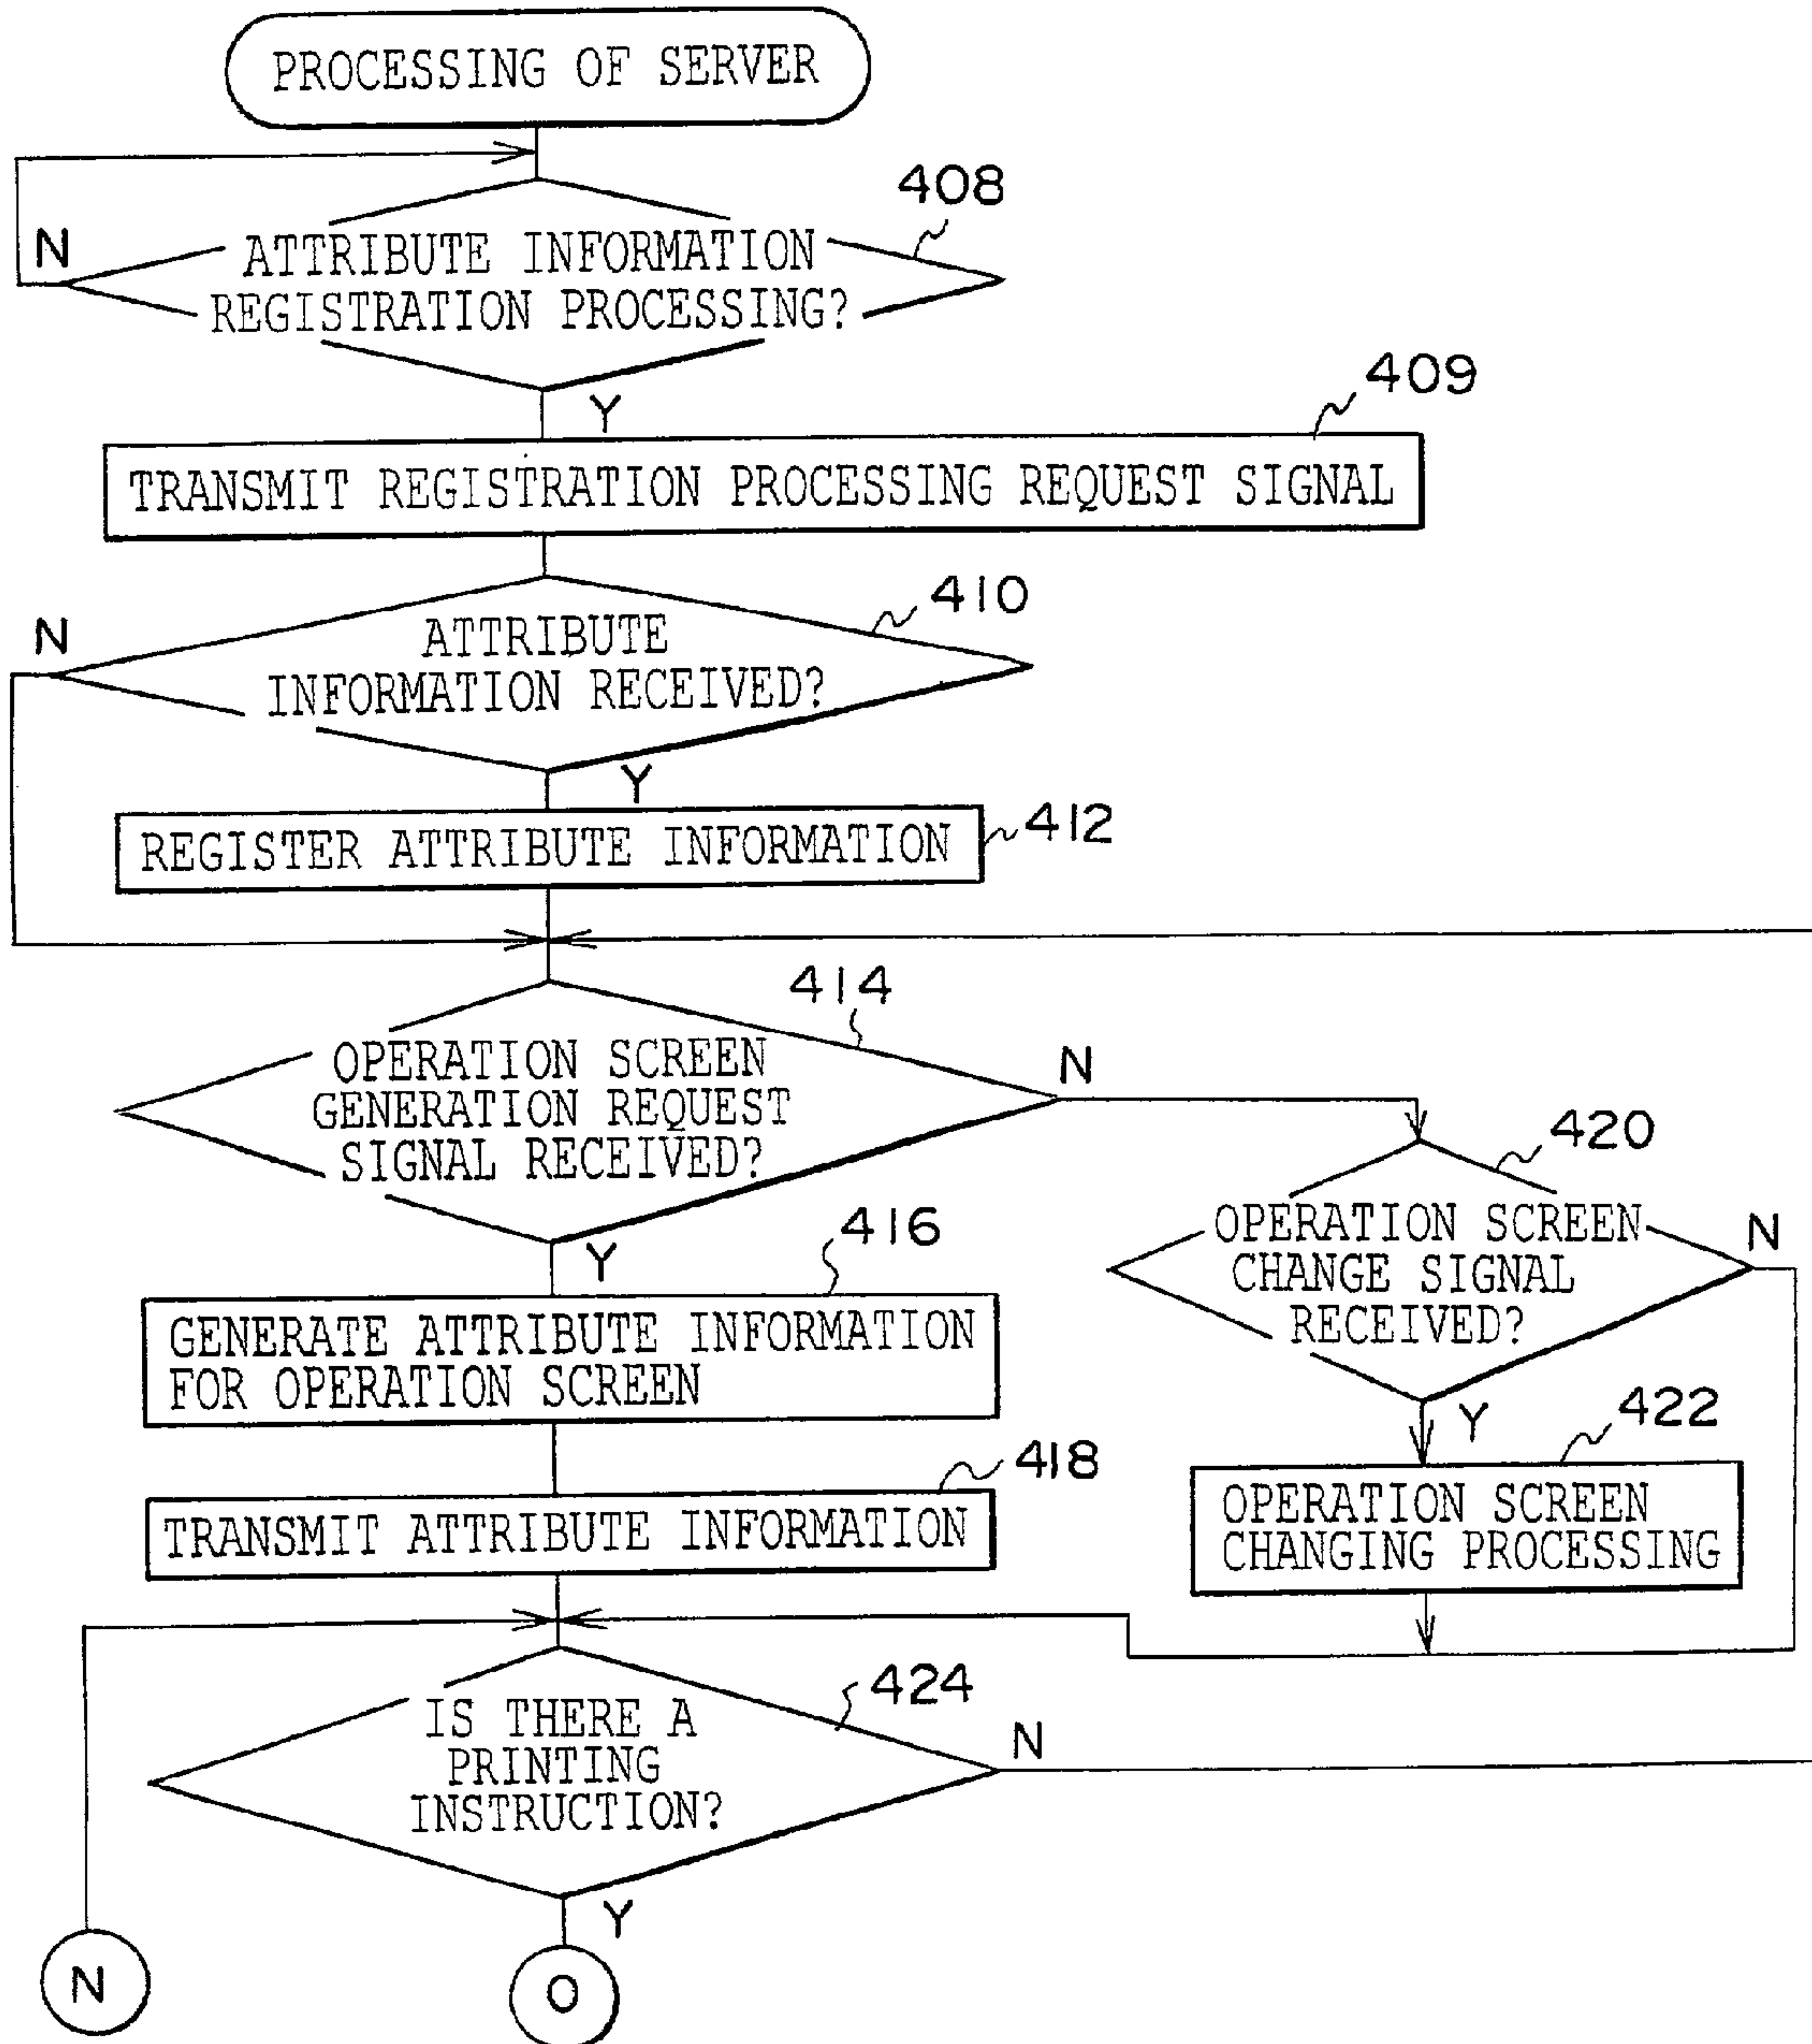 PROCESSING OF SERVER
408
N
ATTRIBUTE INFORMATION
REGISTRATION PROCESSING?
Y
409
TRANSMIT REGISTRATION PROCESSING REQUEST SIGNAL
410
N
ATTRIBUTE
INFORMATION RECEIVED?
Y
REGISTER ATTRIBUTE INFORMATION
412
414
OPERATION SCREEN
GENERATION REQUEST
SIGNAL RECEIVED?
N
Y
420
OPERATION SCREEN
CHANGE SIGNAL
RECEIVED?
N
Y
416
GENERATE ATTRIBUTE INFORMATION
FOR OPERATION SCREEN
422
OPERATION SCREEN
CHANGING PROCESSING
418
TRANSMIT ATTRIBUTE INFORMATION
424
IS THERE A
PRINTING
INSTRUCTION?
N
Y
N
O